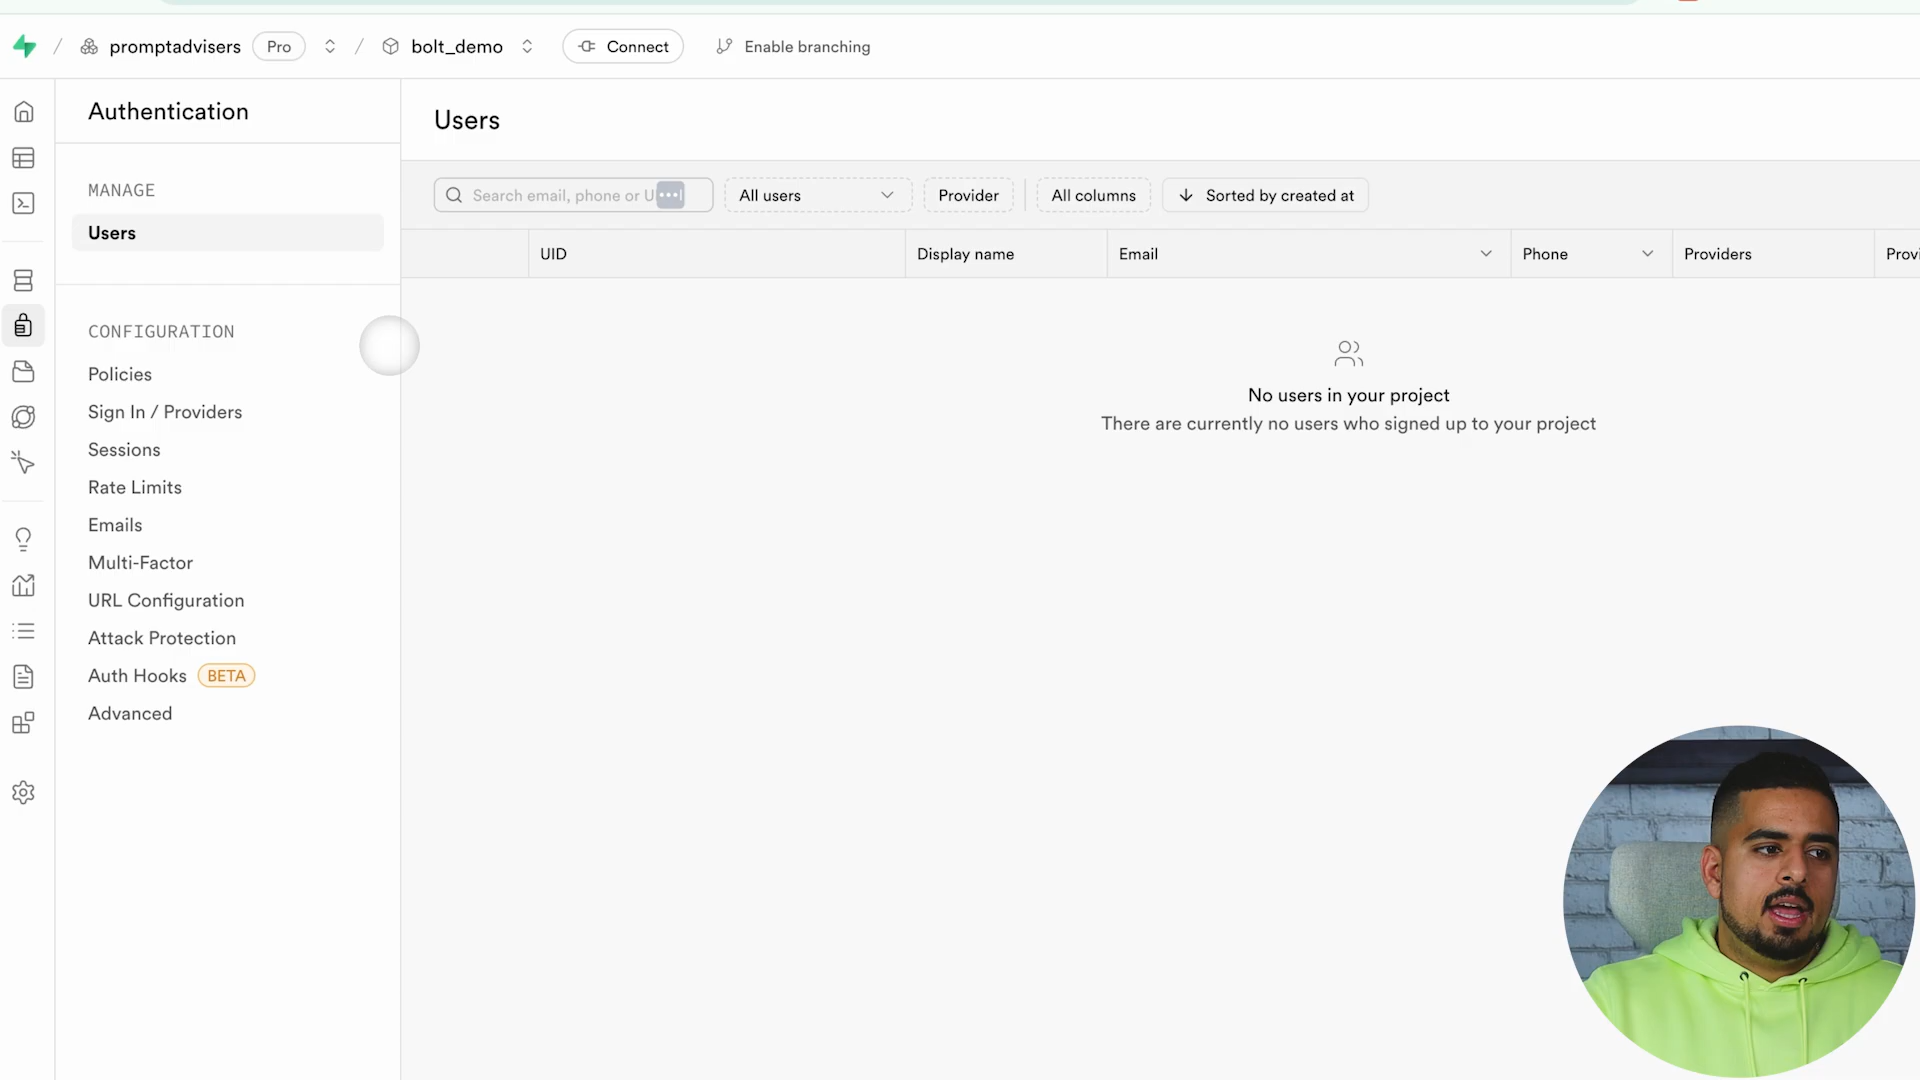 / promptadvisers Pro / bolt_demo Connect Enable branching
Authentication
MANAGE
Users
CONFIGURATION
Policies
Sign In / Providers
Sessions
Rate Limits
Emails
Multi-Factor
URL Configuration
Attack Protection
Auth Hooks BETA
Advanced
Users
Search email, phone or U All users Provider All columns Sorted by created at
UID Display name Email Phone Providers Provi
No users in your project
There are currently no users who signed up to your project